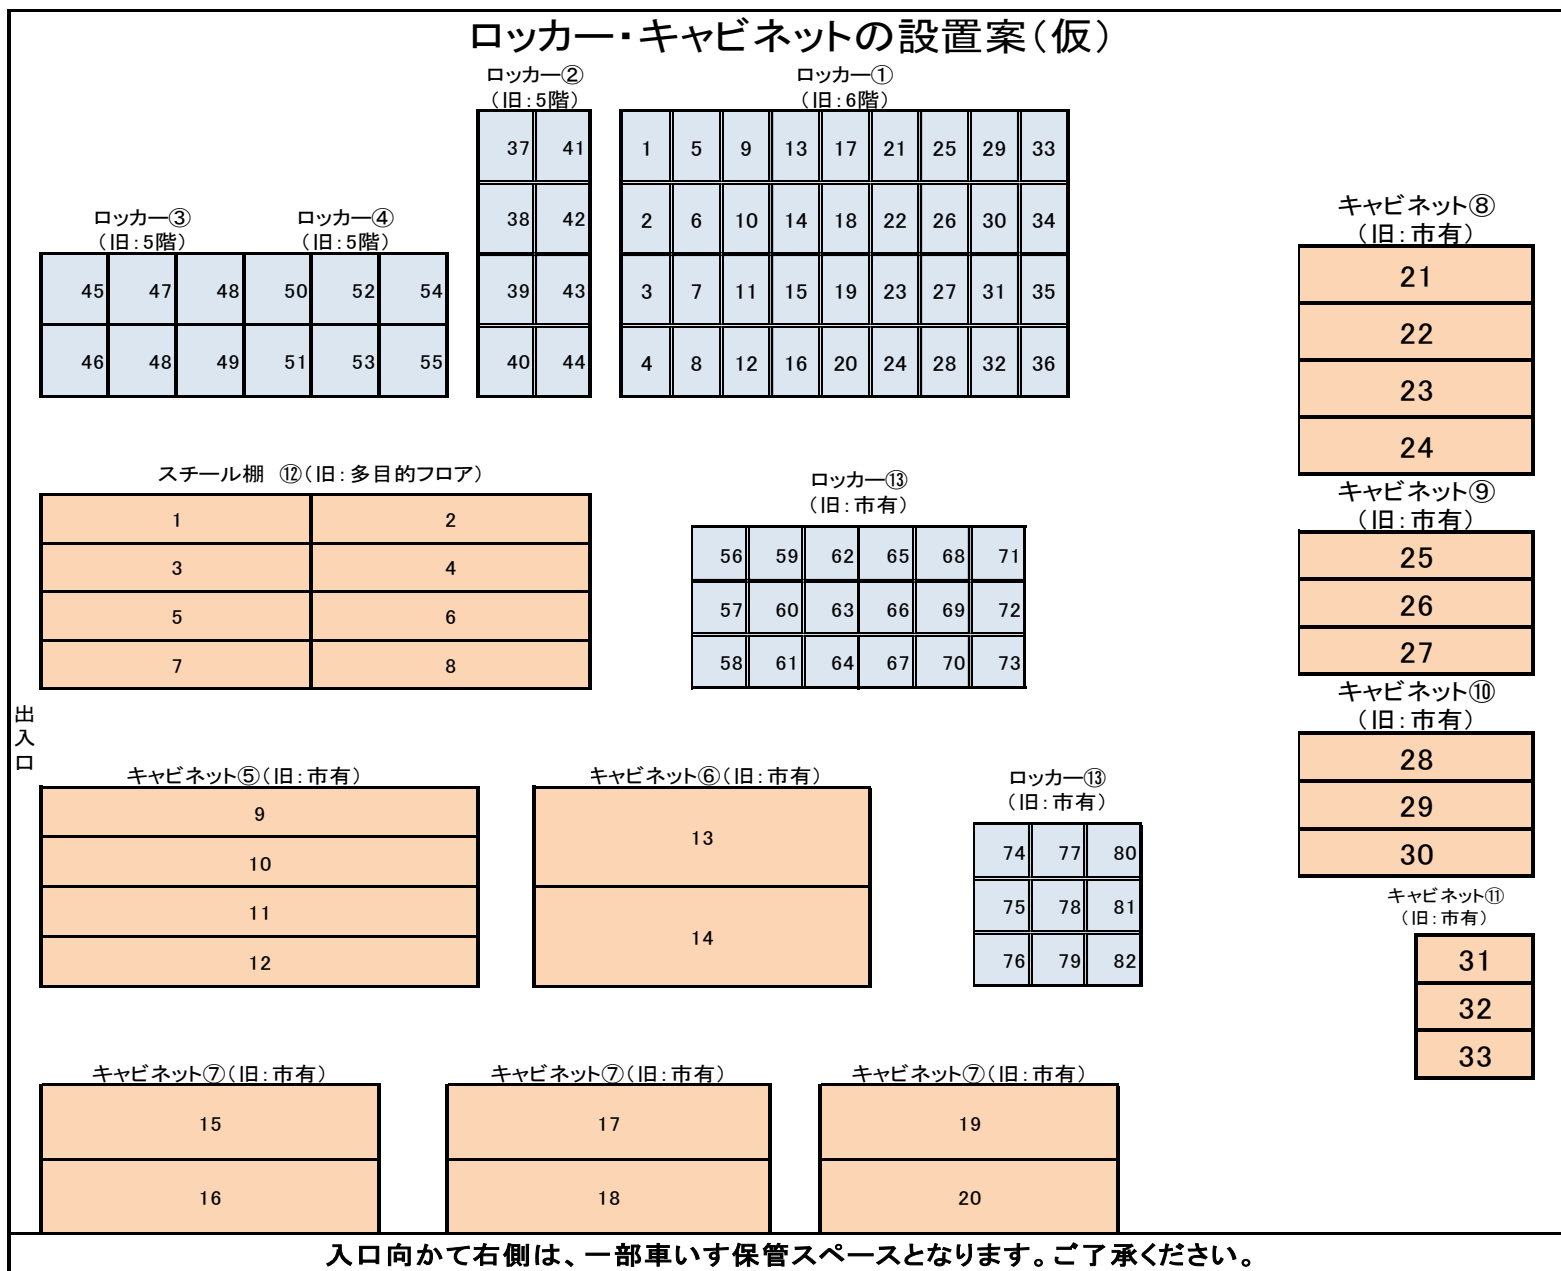 ロッカー・キャビネットの設置案(仮)
ロッカー②
(旧:5階)
37 41
38 42
39 43
40 44
ロッカー①
(旧:6階)
1 5 9 13 17 21 25 29 33
2 6 10 14 18 22 26 30 34
3 7 11 15 19 23 27 31 35
4 8 12 16 20 24 28 32 36
ロッカー③ ロッカー④
(旧:5階) (旧:5階)
45 47 48 50 52 54
46 48 49 51 53 55
キャビネット⑧
(旧:市有)
21
22
23
24
スチール棚 ⑫(旧:多目的フロア)
1 2
3 4
5 6
7 8
ロッカー⑬
(旧:市有)
56 59 62 65 68 71
57 60 63 66 69 72
58 61 64 67 70 73
キャビネット⑨
(旧:市有)
25
26
27
出入口
キャビネット⑤(旧:市有)
9
10
11
12
キャビネット⑥(旧:市有)
13
14
ロッカー⑬
(旧:市有)
74 77 80
75 78 81
76 79 82
キャビネット⑩
(旧:市有)
28
29
30
キャビネット⑪
(旧:市有)
31
32
33
キャビネット⑦(旧:市有)
15
16
キャビネット⑦(旧:市有)
17
18
キャビネット⑦(旧:市有)
19
20
入口向かて右側は、一部車いす保管スペースとなります。ご了承ください。